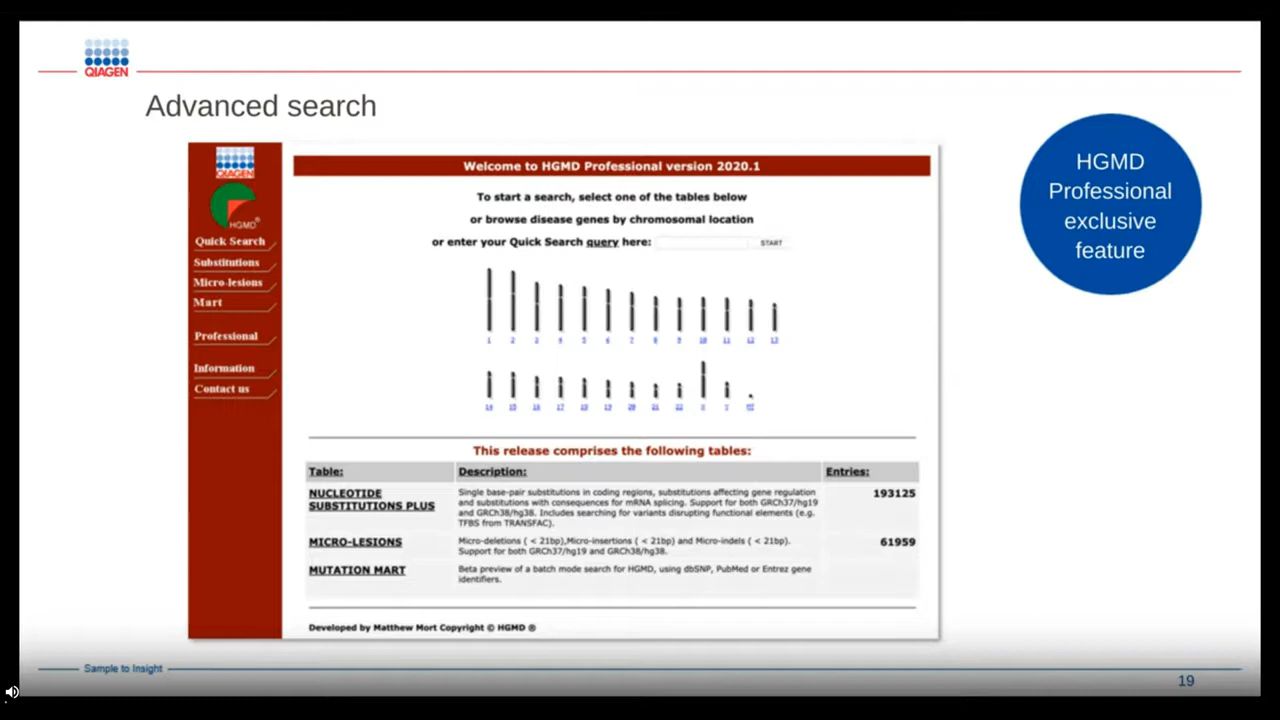 QIAGEN
Advanced search
HGMD
Professional
exclusive
feature
QIAGEN
HGMD®
Quick Search
Substitutions
Micro-lesions
Mart
Professional
Information
Contact us
Welcome to HGMD Professional version 2020.1
To start a search, select one of the tables below
or browse disease genes by chromosomal location
or enter your Quick Search query here: START
1 2 3 4 5 6 7 8 9 10 11 12 13
14 15 16 17 18 19 20 21 22 X Y MT
This release comprises the following tables:
Table: Description: Entries:
NUCLEOTIDE
SUBSTITUTIONS PLUS
Single base-pair substitutions in coding regions, substitutions affecting gene regulation
and substitutions with consequences for mRNA splicing. Support for both GRCh37/hg19
and GRCh38/hg38. Includes searching for variants disrupting functional elements (e.g.
TFBS from TRANSFAC).
193125
MICRO-LESIONS
Micro-deletions ( < 21bp),Micro-insertions ( < 21bp) and Micro-indels ( < 21bp).
Support for both GRCh37/hg19 and GRCh38/hg38.
61959
MUTATION MART
Beta preview of a batch mode search for HGMD, using dbSNP, PubMed or Entrez gene
identifiers.
Developed by Matthew Mort Copyright © HGMD ®
Sample to Insight
19